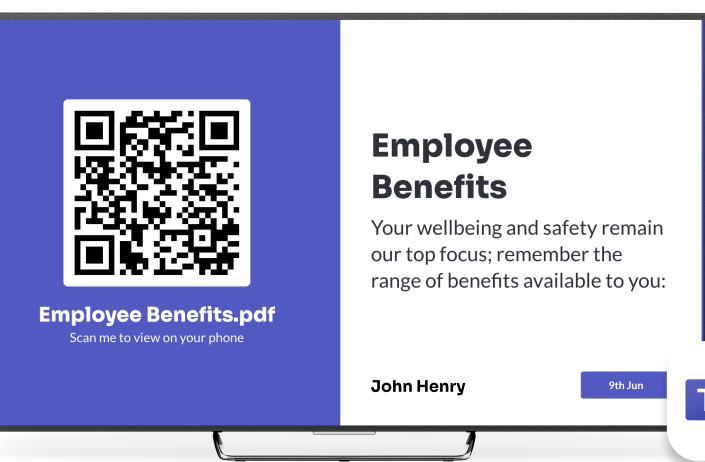 Employee Benefits.pdf
Scan me to view on your phone
Employee
Benefits
Your wellbeing and safety remain
our top focus; remember the
range of benefits available to you:
John Henry
9th Jun
T